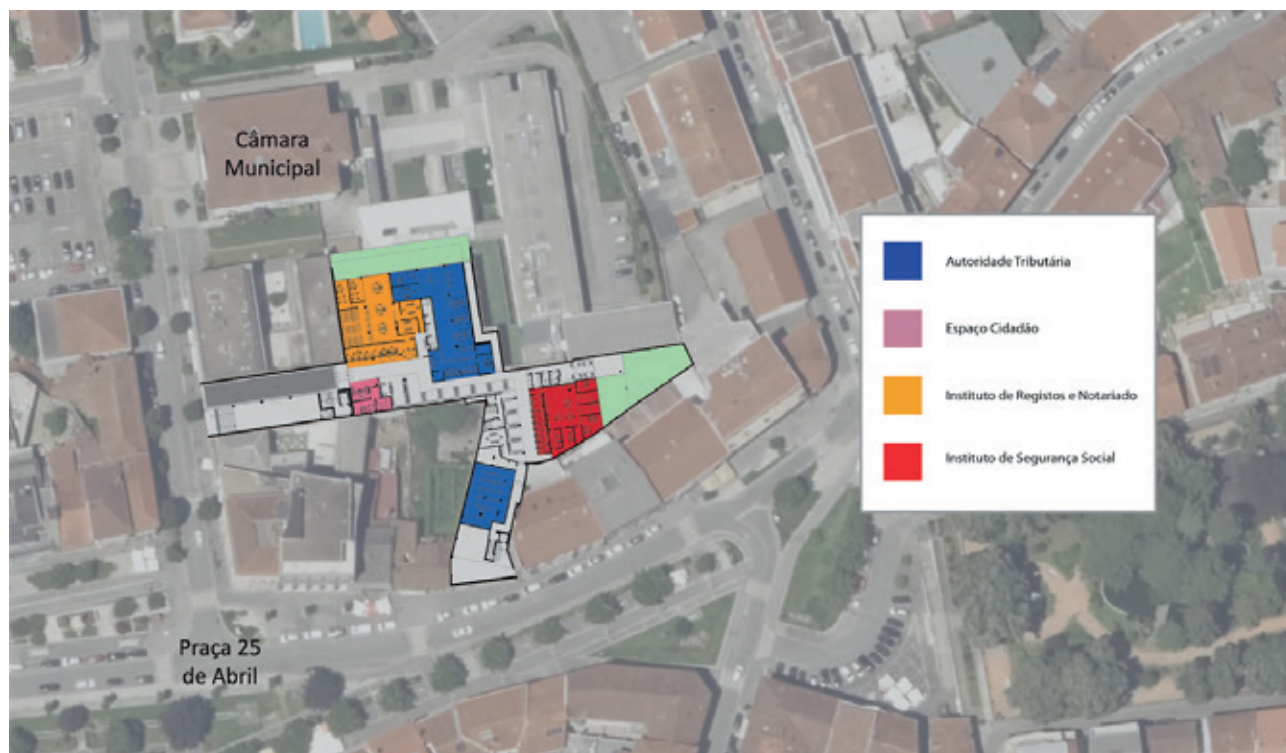 Câmara
Municipal
Autoridade Tributária
Espaço Cidadão
Instituto de Registos e Notariado
Instituto de Segurança Social
Praça 25
de Abril